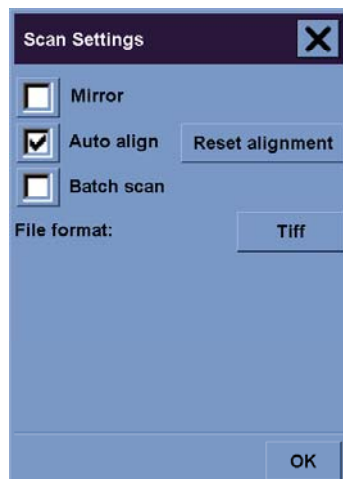 Scan Settings
Mirror
Auto align Reset alignment
Batch scan
File format: Tiff
OK